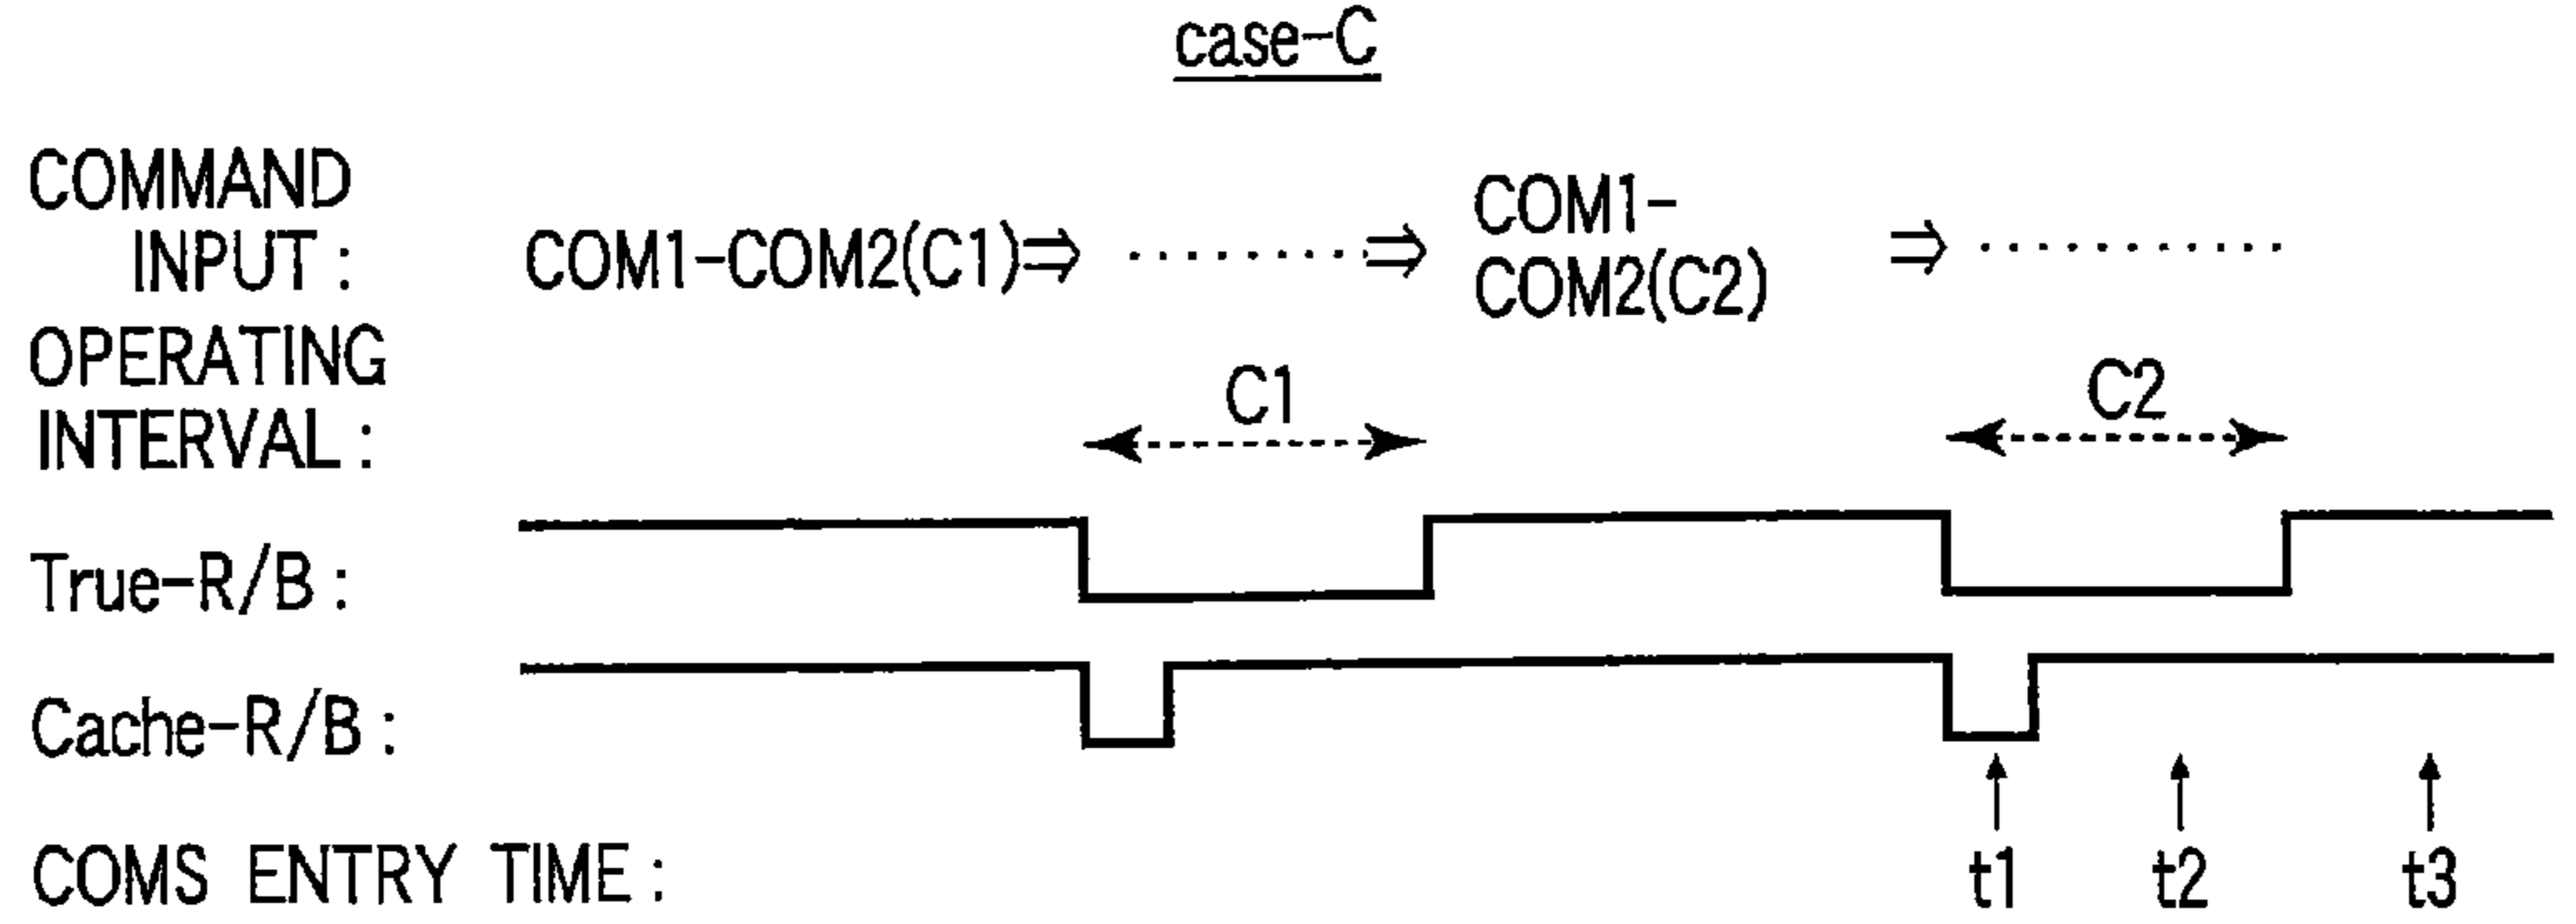 case-C
COMMAND
INPUT :
COM1-COM2(C1)⇒ ·········⇒ COM1-
COM2(C2) ⇒ ···········
OPERATING
INTERVAL :
C1
C2
True-R/B :
Cache-R/B :
COMS ENTRY TIME :
t1 t2 t3